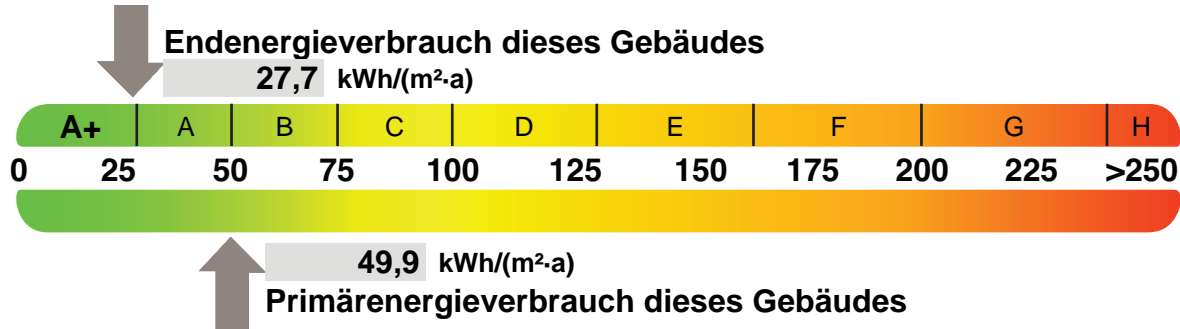 Endenergieverbrauch dieses Gebäudes
27,7 kWh/(m²·a)
A+ A B C D E F G H
0 25 50 75 100 125 150 175 200 225 >250
49,9 kWh/(m²·a)
Primärenergieverbrauch dieses Gebäudes